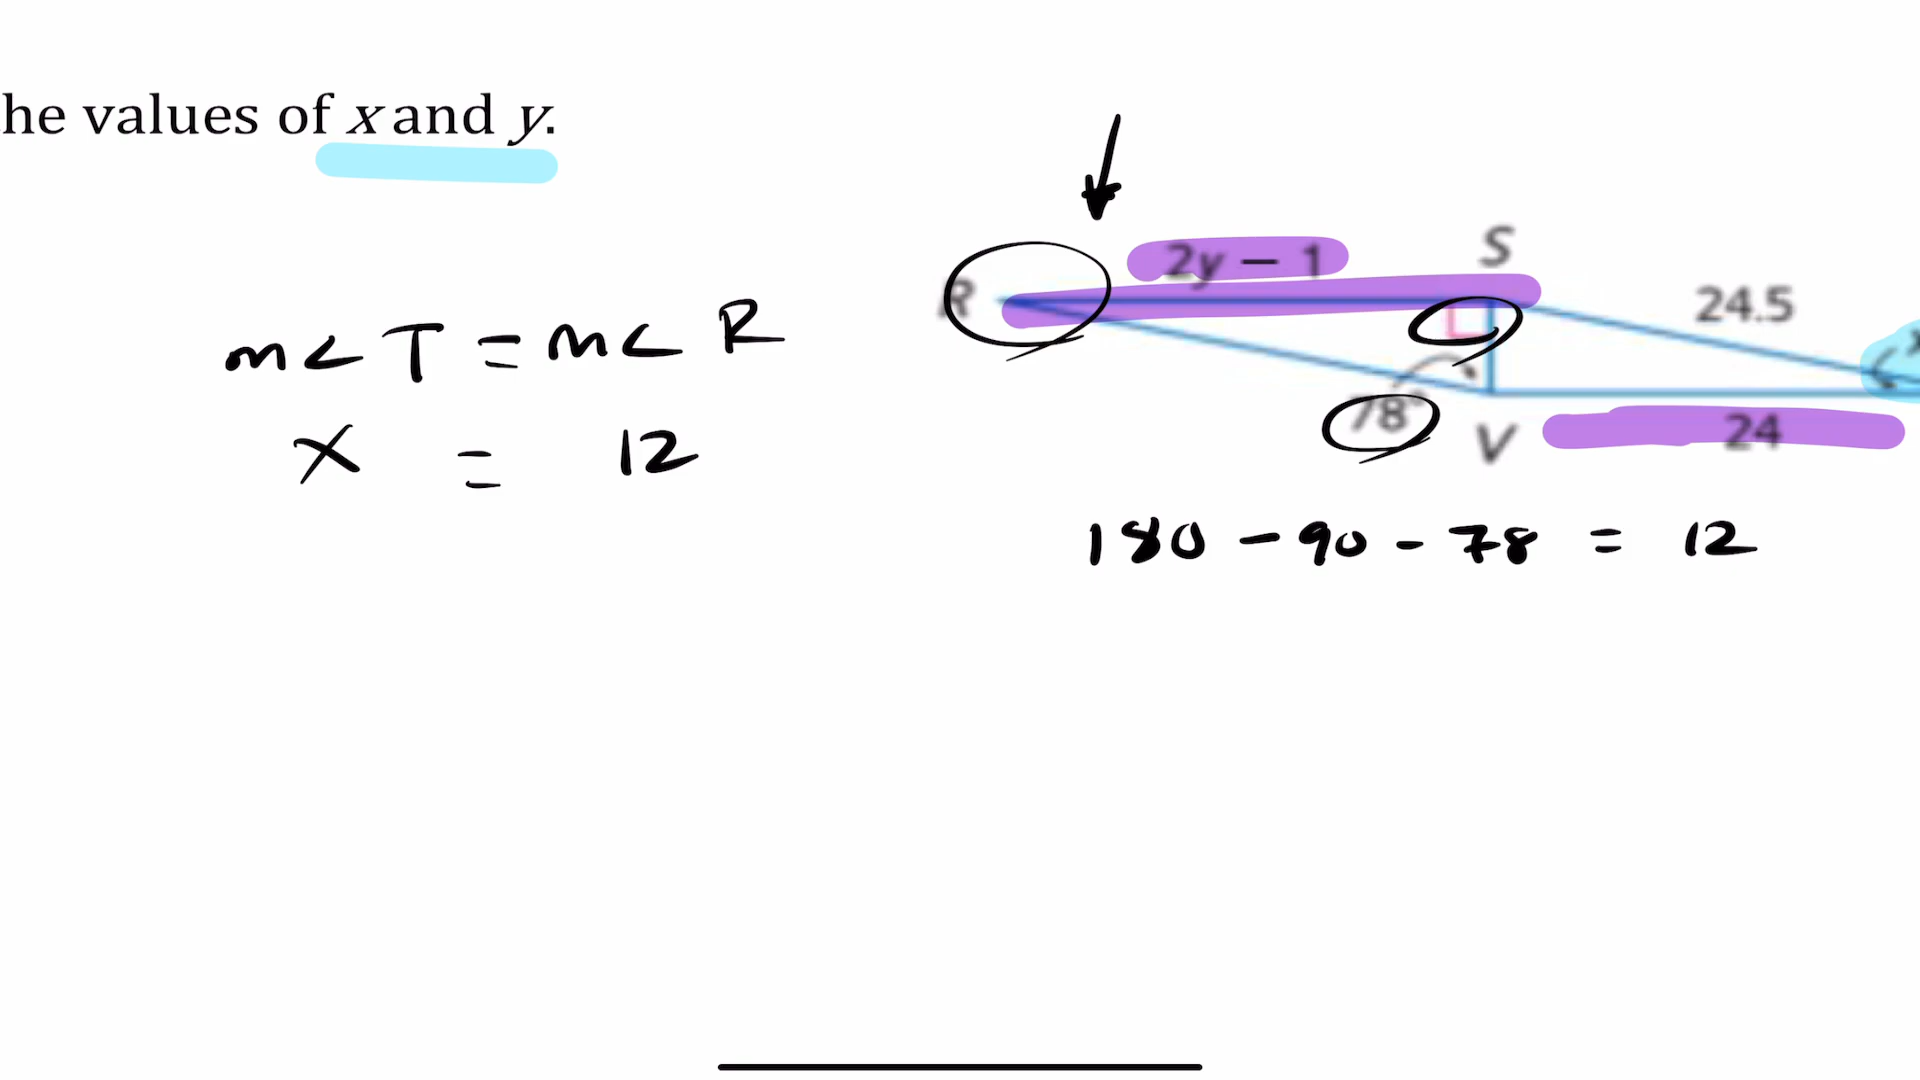 he values of x and y.
2y – 1
S
R
24.5
m< T = m< R
78°
V
24
x = 12
180 - 90 - 78 = 12